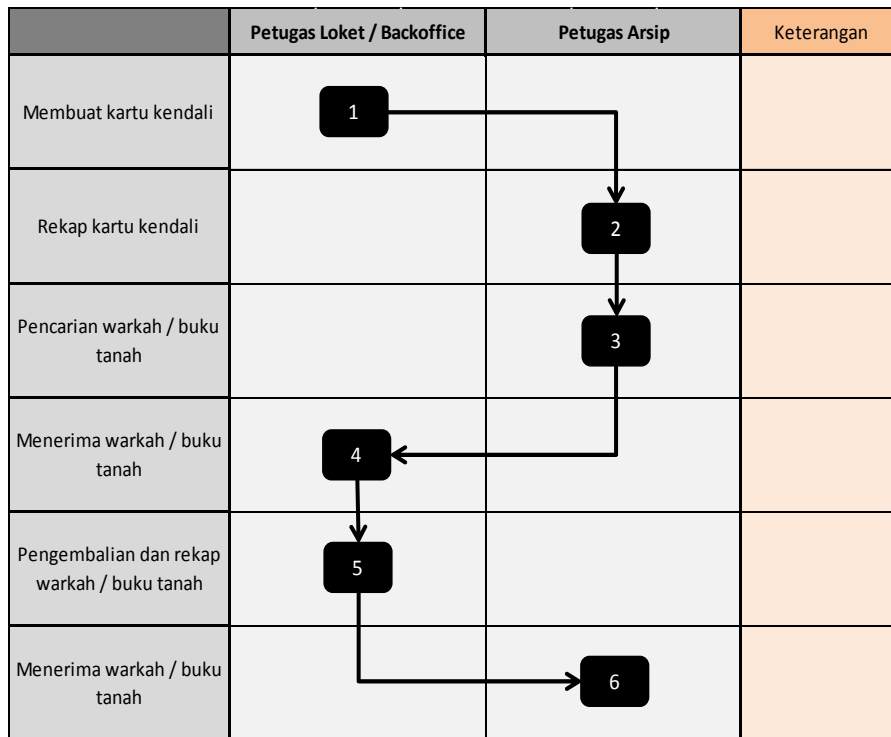 Petugas Loket / Backoffice
Petugas Arsip
Keterangan
Membuat kartu kendali
1
Rekap kartu kendali
2
Pencarian warkah / buku
tanah
3
Menerima warkah / buku
tanah
4
Pengembalian dan rekap
warkah / buku tanah
5
Menerima warkah / buku
tanah
6